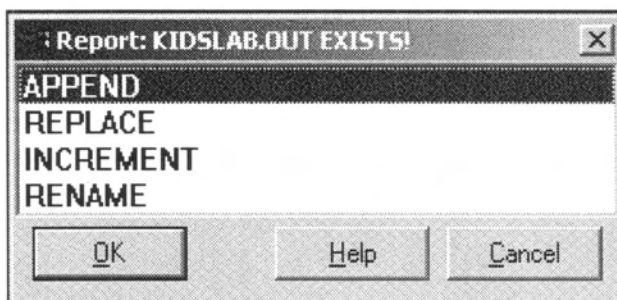 Report: KIDSLAB.OUT EXISTS!
APPEND
REPLACE
INCREMENT
RENAME
OK Help Cancel